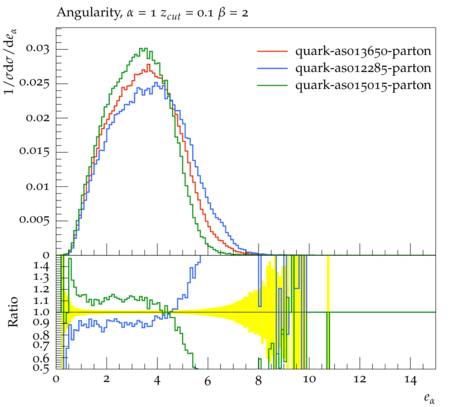 Angularity, α = 1 z_cut = 0.1 β = 2
1/σdσ/de_α
0.03
0.025
0.02
0.015
0.01
0.005
0
quark-as013650-parton
quark-as012285-parton
quark-as015015-parton
Ratio
1.4
1.3
1.2
1.1
1.0
0.9
0.8
0.7
0.6
0.5
0 2 4 6 8 10 12 14
e_α